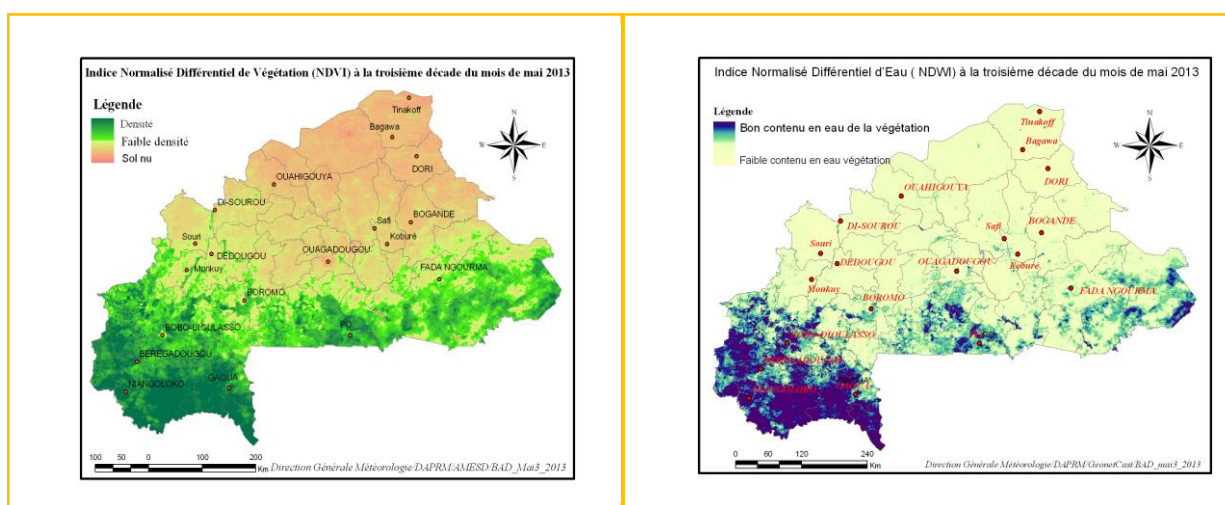 Indice Normalisé Différentiel de Végétation (NDVI) à la troisième décade du mois de mai 2013
Légende
Densité
Faible densité
Sol nu
N
W
E
S
Tinakoff
Bagawa
DORI
OUAHIGOUYA
DI-SOUROU
Safi
BOGANDE
Souri
Koburé
DEDOUGOU
OUAGADOUGOU
Monkuy
FADA NGOURMA
BOROMO
BOBO-DIOULASSO
PO
BEREGADOUGOU
NIANGOLOKO
GAOUA
100 50 0 100 200
Km
Direction Générale Météorologie/DAPRM/AMESD/BAD_Mai3_2013
Indice Normalisé Différentiel d'Eau ( NDWI) à la troisième décade du mois de mai 2013
Légende
Bon contenu en eau de la végétation
Faible contenu en eau végétation
N
W
E
S
Tinakoff
Bagawa
DORI
OUAHIGOUYA
DI-SOUROU
Safi
BOGANDE
Souri
Koburé
DEDOUGOU
OUAGADOUGOU
Monkuy
FADA NGOURMA
BOROMO
0 60 120 240
Km
Direction Générale Météorologie/DAPRM/GeonetCast/BAD_mai3_2013